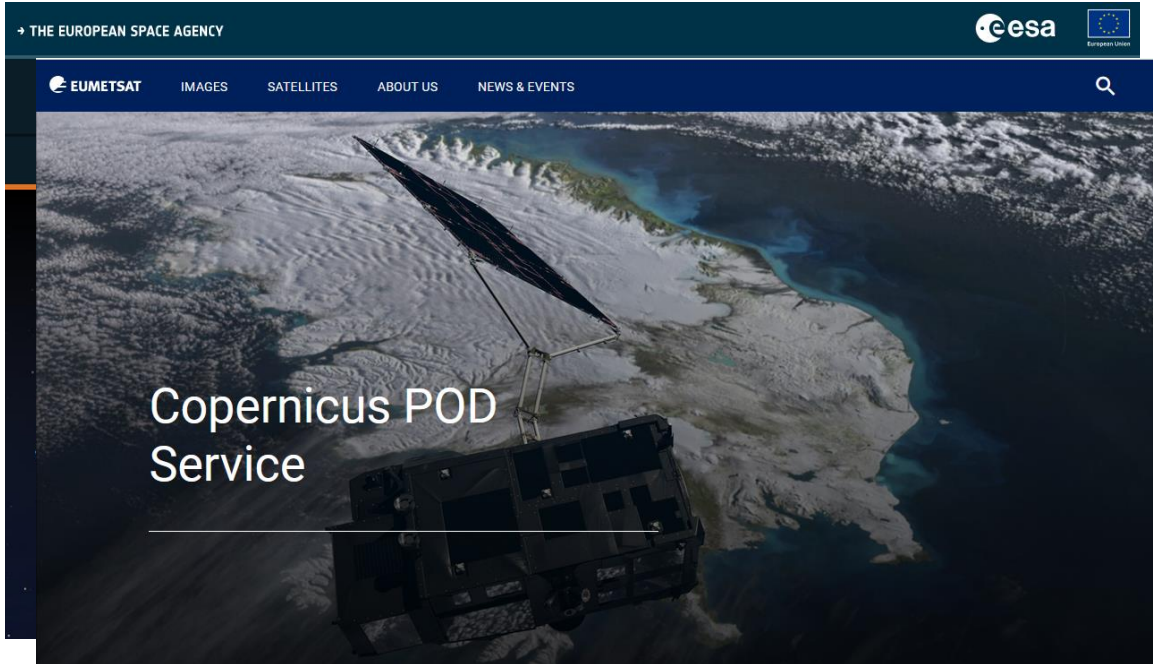 → THE EUROPEAN SPACE AGENCY
esa
European Union
EUMETSAT IMAGES SATELLITES ABOUT US NEWS & EVENTS
Copernicus POD
Service